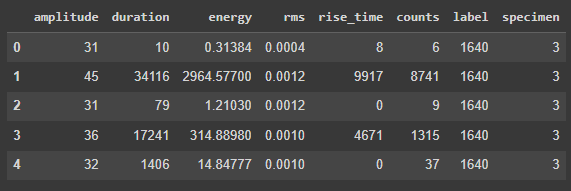 amplitude duration energy rms rise_time counts label specimen
0 31 10 0.31384 0.0004 8 6 1640 3
1 45 34116 2964.57700 0.0012 9917 8741 1640 3
2 31 79 1.21030 0.0012 0 9 1640 3
3 36 17241 314.88980 0.0010 4671 1315 1640 3
4 32 1406 14.84777 0.0010 0 37 1640 3